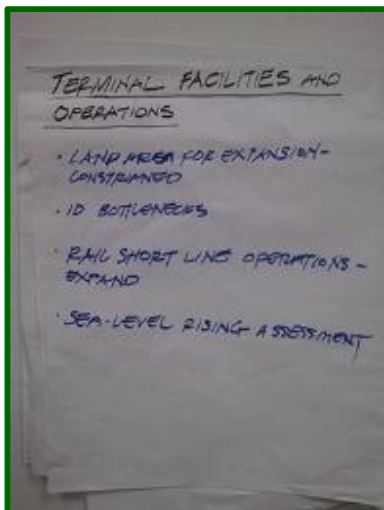 TERMINAL FACILITIES AND
OPERATIONS
• LAND AREA FOR EXPANSION-
CONSTRIANED
• ID BOTTLENECKS
• RAIL SHORT LINE OPERATIONS-
EXPAND
• SEA-LEVEL RISING ASSESSMENT